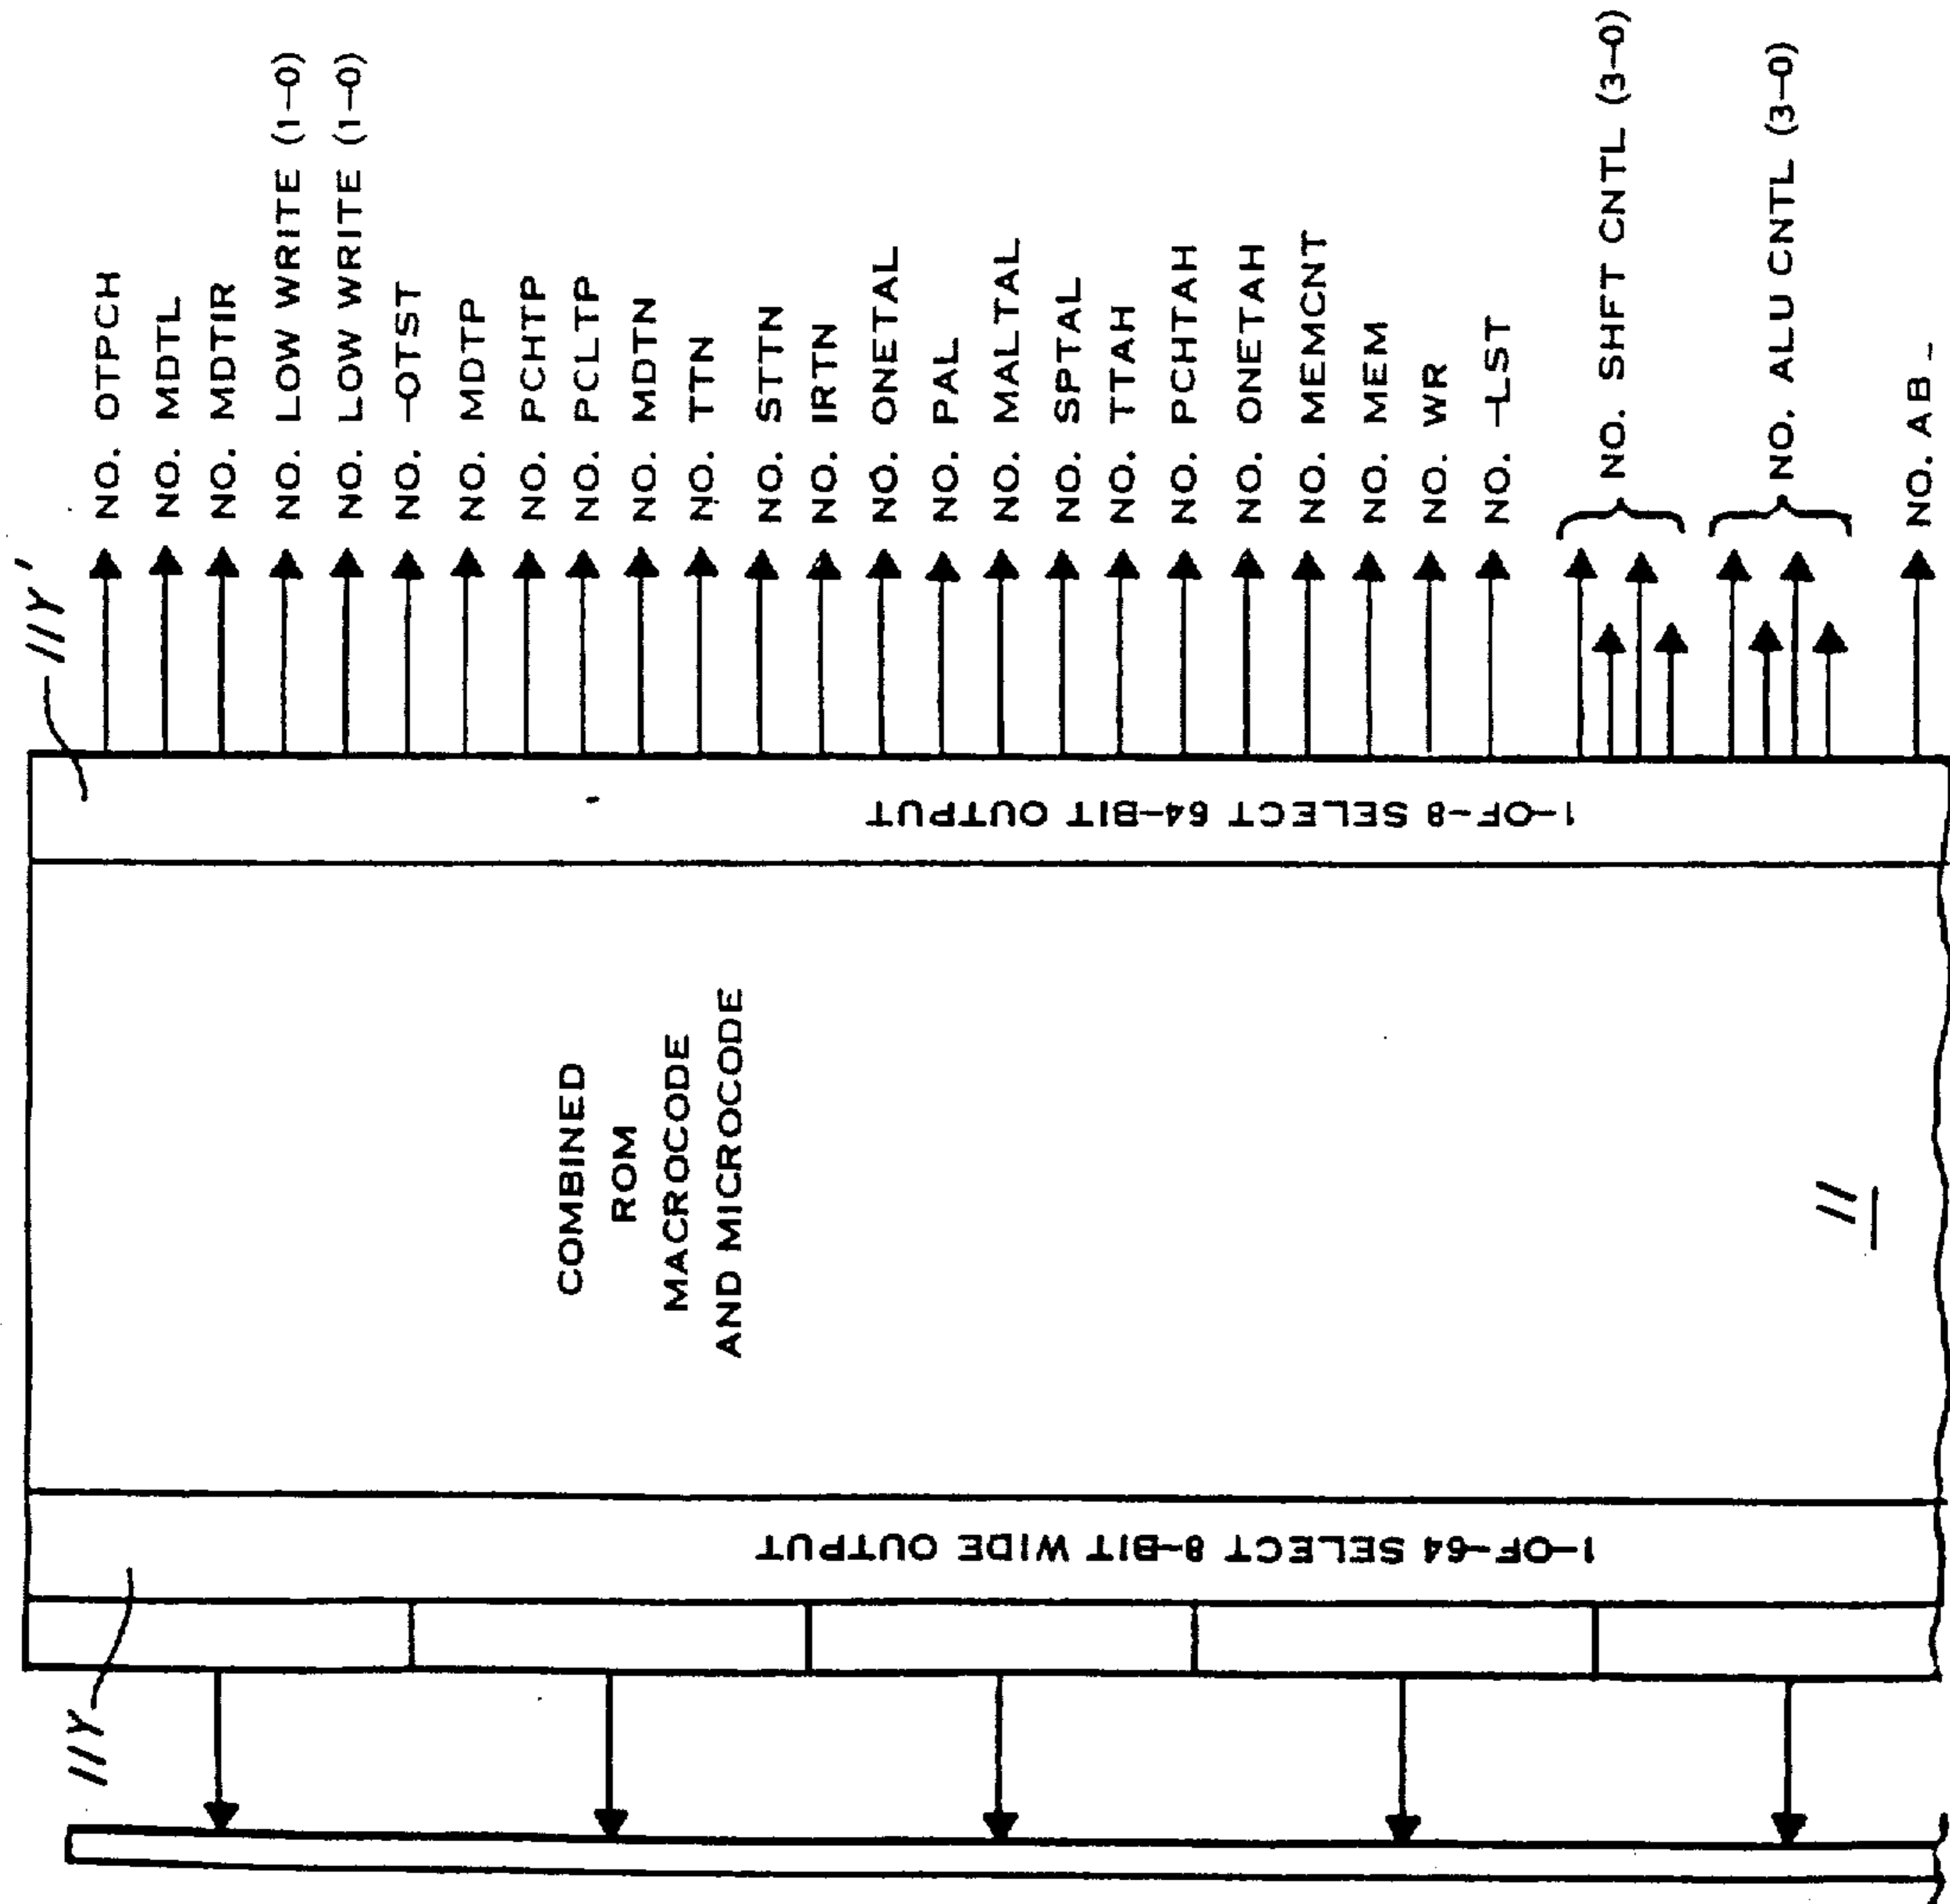 11Y'
NO. OTPCH
NO. MDTL
NO. MDTIR
NO. LOW WRITE (1-0)
NO. LOW WRITE (1-0)
NO. -OTST
NO. MDTP
NO. PCHTP
NO. PCLTP
NO. MDTN
NO. TTN
NO. STTN
NO. IRTN
NO. ONETAL
NO. PAL
NO. MALTAL
NO. SPTAL
NO. TTAH
NO. PCHTAH
NO. ONETAH
NO. MEMCNT
NO. MEM
NO. WR
NO. -LST
NO. SHFT CNTL (3-0)
NO. ALU CNTL (3-0)
NO. AB_
1-OF-8 SELECT 64-BIT OUTPUT
COMBINED
ROM
MACROCODE
AND MICROCODE
11
1-OF-64 SELECT 8-BIT WIDE OUTPUT
11Y